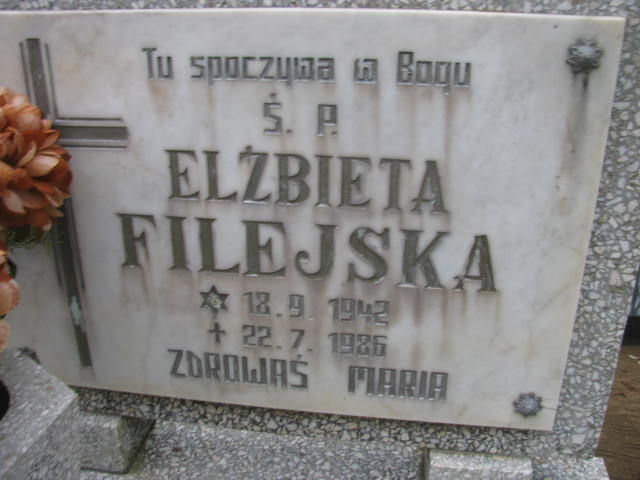 Tu spoczywa w Bogu
Ś. P.
ELŻBIETA
FILEJSKA
✡ 18.9.1942
✝ 22.7.1986
ZDROWAŚ MARIA